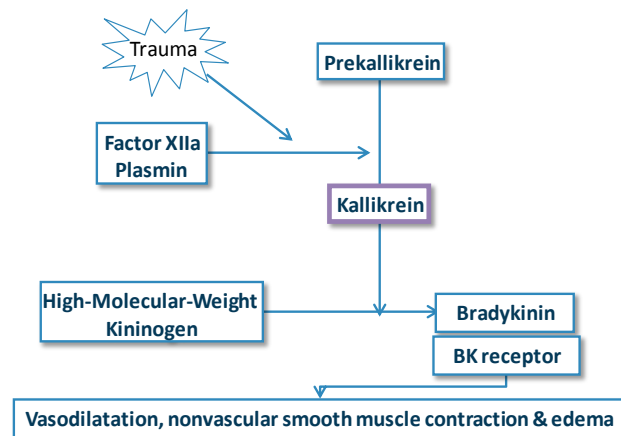 Trauma
Prekallikrein
Factor XIIa
Plasmin
Kallikrein
High-Molecular-Weight
Kininogen
Bradykinin
BK receptor
Vasodilatation, nonvascular smooth muscle contraction & edema